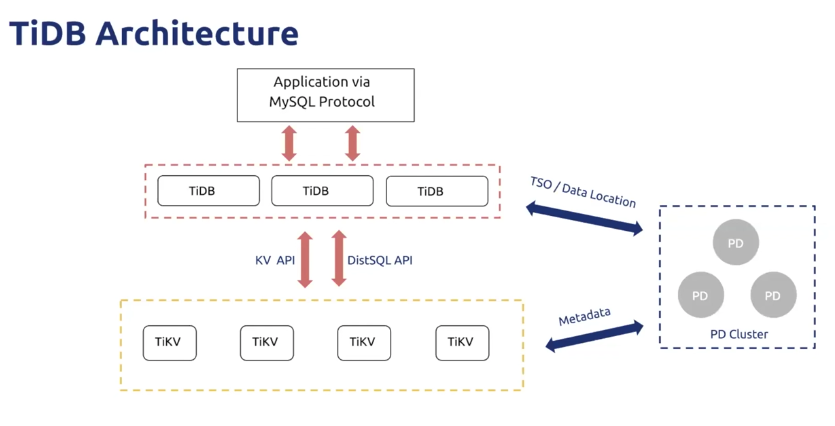 TiDB Architecture
Application via
MySQL Protocol
TiDB
TiDB
TiDB
TSO / Data Location
KV API
DistSQL API
PD
PD
PD
PD Cluster
Metadata
TiKV
TiKV
TiKV
TiKV